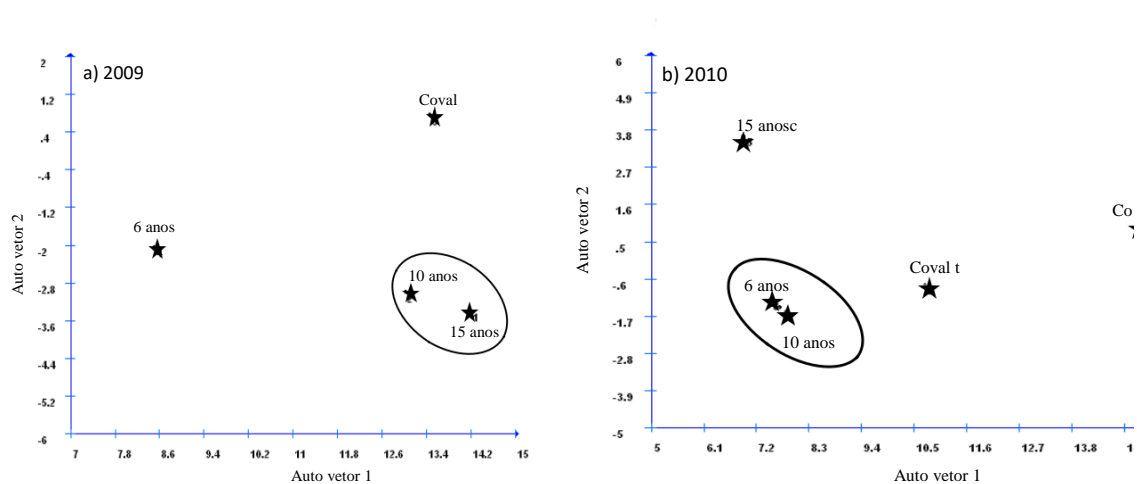 a) 2009
2
1.2
.4
-.4
-1.2
-2
-2.8
-3.6
-4.4
-5.2
-6
Auto vetor 2
Coval
6 anos
10 anos
15 anos
7 7.8 8.6 9.4 10.2 11 11.8 12.6 13.4 14.2 15
Auto vetor 1
b) 2010
6
4.9
3.8
2.7
1.6
.5
-.6
-1.7
-2.8
-3.9
-5
Auto vetor 2
15 anosc
Co
Coval t
6 anos
10 anos
5 6.1 7.2 8.3 9.4 10.5 11.6 12.7 13.8 1
Auto vetor 1